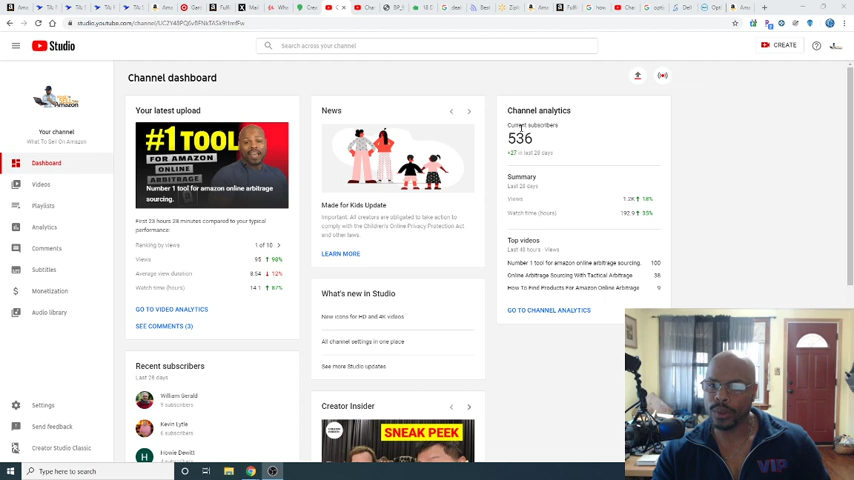 studio.youtube.com/channel/
Studio
Search across your channel
CREATE
Channel dashboard
Amazon
Your channel
What To Sell On Amazon
Dashboard
Videos
Playlists
Analytics
Comments
Subtitles
Monetization
Audio library
Settings
Send feedback
Creator Studio Classic
Your latest upload
#1 TOOL
FOR AMAZON
ONLINE
ARBITRAGE
Number 1 tool for amazon online arbitrage
sourcing.
First 23 hours 28 minutes compared to your typical
performance:
Ranking by views 1 of 10
Views 95 98%
Average view duration 8:54 12%
Watch time (hours) 14.1 87%
GO TO VIDEO ANALYTICS
SEE COMMENTS (3)
Recent subscribers
Last 28 days
William Gerald
9 subscribers
Kevin Lytle
6 subscribers
H
Howie Dewitt
News
Made for Kids Update
Important: All creators are obligated to take action to
comply with the Children's Online Privacy Protection Act
and other laws.
LEARN MORE
What's new in Studio
New icons for HD and 4K videos
All channel settings in one place
See more Studio updates
Creator Insider
SNEAK PEEK
Channel analytics
Current subscribers
536
+27 in last 28 days
Summary
Last 28 days
Views 18%
Watch time (hours) 192.9 35%
Top videos
Last 48 hours · Views
Number 1 tool for amazon online arbitrage sourcing. 100
Online Arbitrage Sourcing With Tactical Arbitrage 38
How To Find Products For Amazon Online Arbitrage 9
GO TO CHANNEL ANALYTICS
VIP
Type here to search